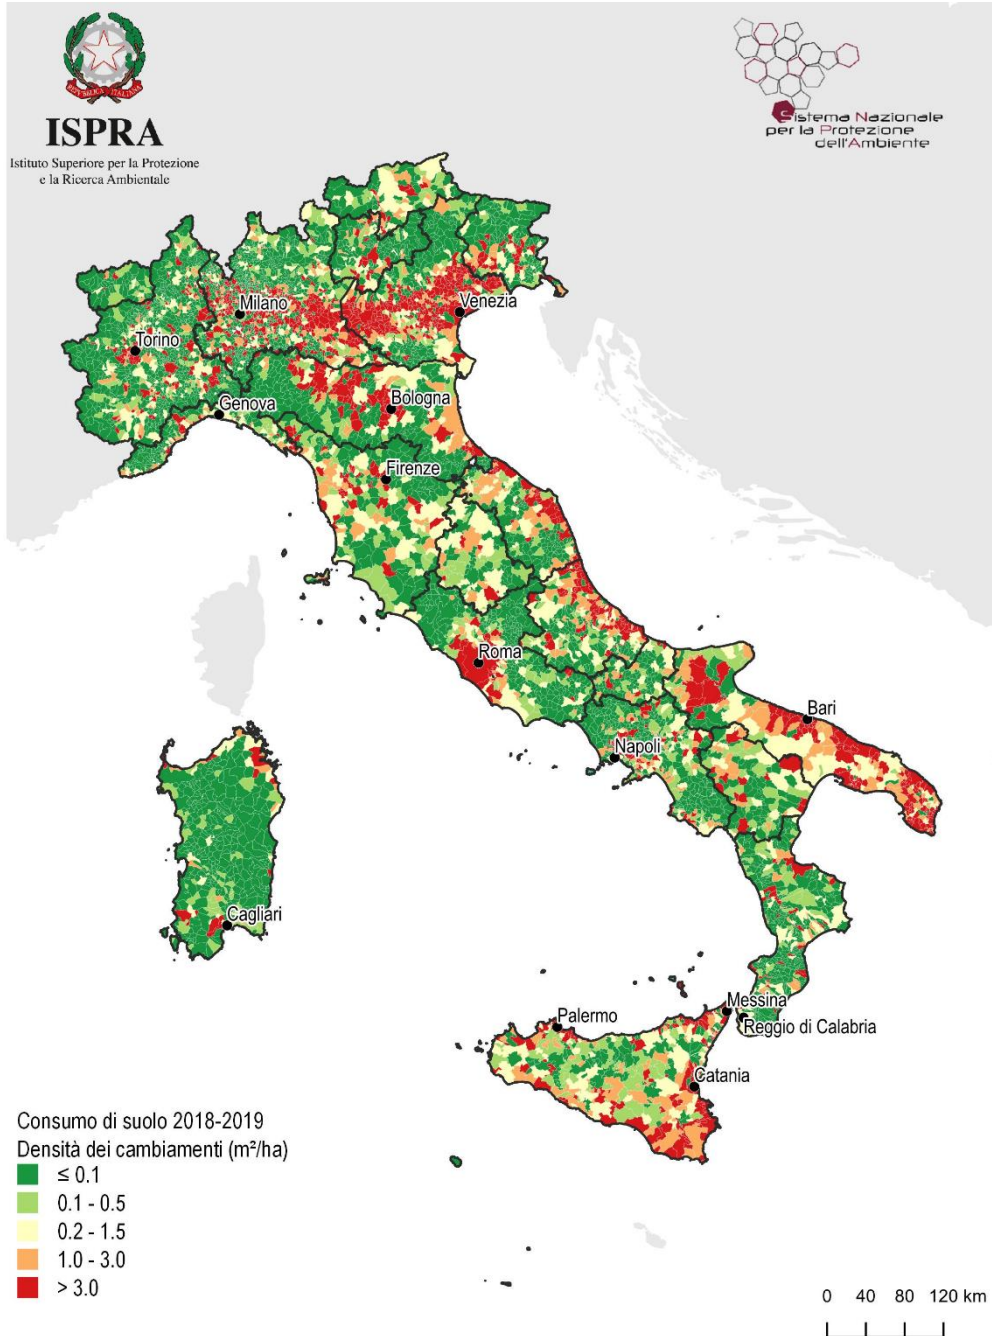 REPVBBLICA ITALIANA
ISPRA
Istituto Superiore per la Protezione
e la Ricerca Ambientale
Sistema Nazionale
per la Protezione
dell'Ambiente
Milano
Venezia
Torino
Genova
Bologna
Firenze
Roma
Bari
Napoli
Cagliari
Messina
Palermo
Reggio di Calabria
Catania
Consumo di suolo 2018-2019
Densità dei cambiamenti (m²/ha)
≤ 0.1
0.1 - 0.5
0.2 - 1.5
1.0 - 3.0
> 3.0
0 40 80 120 km